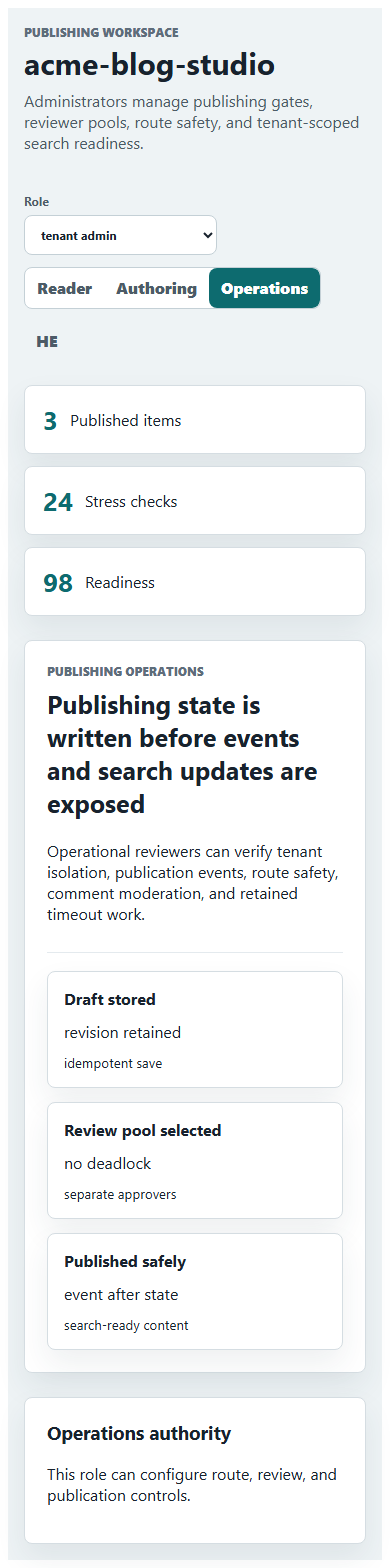 PUBLISHING WORKSPACE
acme-blog-studio
Administrators manage publishing gates,
reviewer pools, route safety, and tenant-scoped
search readiness.
Role
tenant admin
Reader Authoring Operations
HE
3 Published items
24 Stress checks
98 Readiness
PUBLISHING OPERATIONS
Publishing state is
written before events
and search updates are
exposed
Operational reviewers can verify tenant
isolation, publication events, route safety,
comment moderation, and retained
timeout work.
Draft stored
revision retained
idempotent save
Review pool selected
no deadlock
separate approvers
Published safely
event after state
search-ready content
Operations authority
This role can configure route, review, and
publication controls.